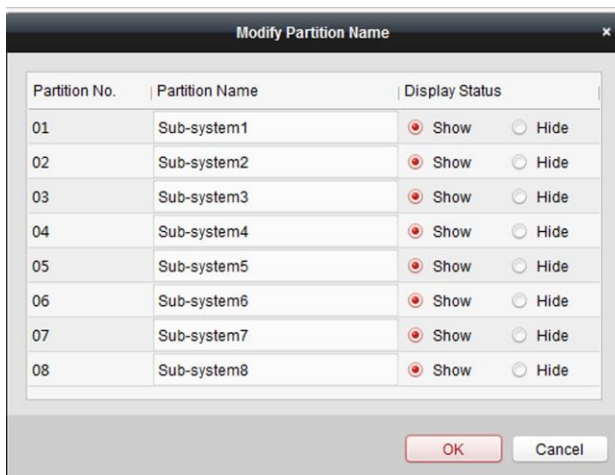 Modify Partition Name ×
Partition No. Partition Name Display Status
01 Sub-system1 Show Hide
02 Sub-system2 Show Hide
03 Sub-system3 Show Hide
04 Sub-system4 Show Hide
05 Sub-system5 Show Hide
06 Sub-system6 Show Hide
07 Sub-system7 Show Hide
08 Sub-system8 Show Hide
OK Cancel